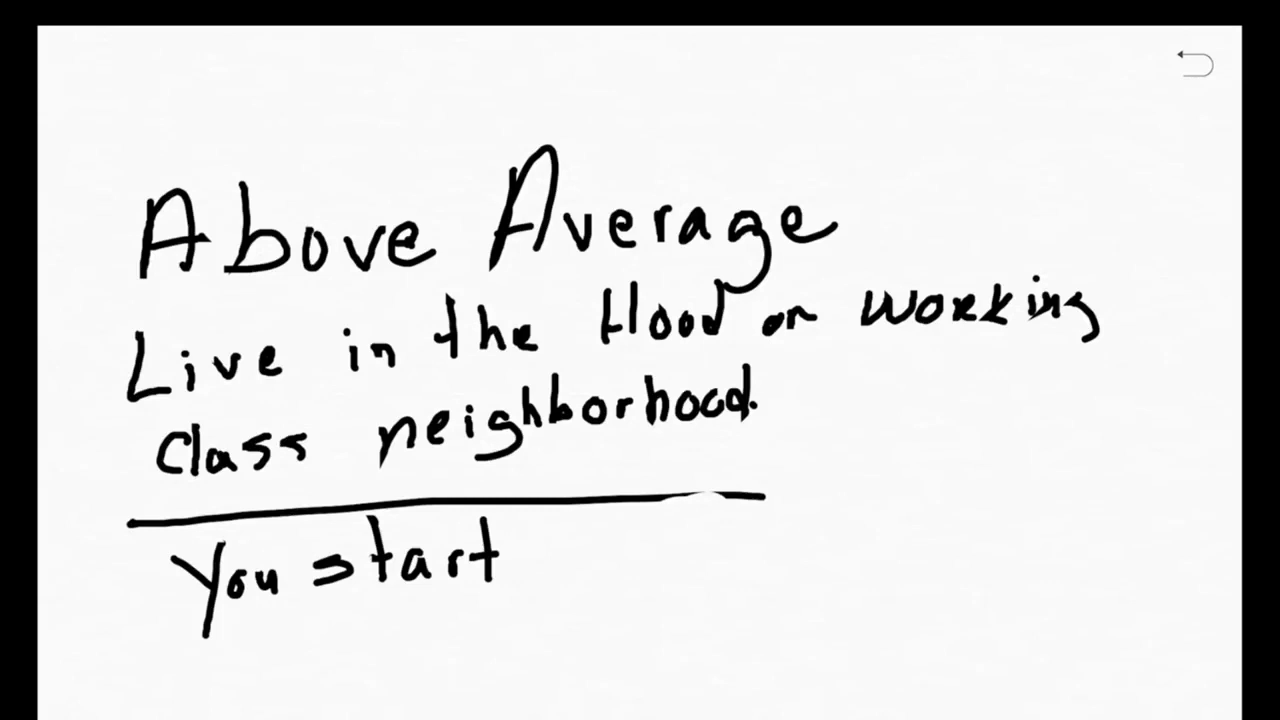 Above Average
Live in the Hood or working
Class neighborhood.
You start